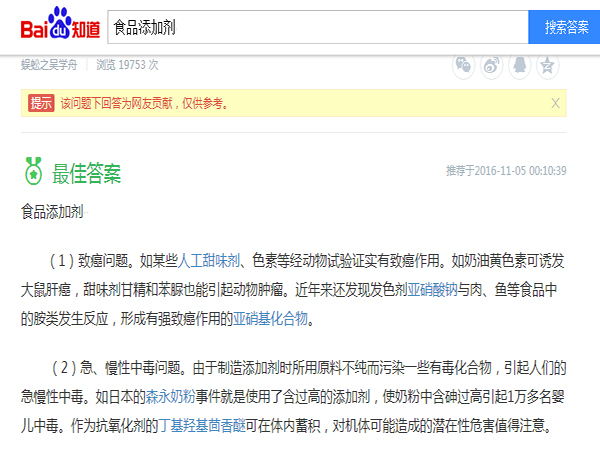 Bai du 知道 食品添加剂 搜索答案
蜈蚣之吴学舟 | 浏览 19753 次
提示 该问题下回答为网友贡献，仅供参考。 X
最佳答案 推荐于2016-11-05 00:10:39
食品添加剂
（1）致癌问题。如某些人工甜味剂、色素等经动物试验证实有致癌作用。如奶油黄色素可诱发
大鼠肝癌，甜味剂甘精和苯脲也能引起动物肿瘤。近年来还发现发色剂亚硝酸钠与肉、鱼等食品中
的胺类发生反应，形成有强致癌作用的亚硝基化合物。
（2）急、慢性中毒问题。由于制造添加剂时所用原料不纯而污染一些有毒化合物，引起人们的
急慢性中毒。如日本的森永奶粉事件就是使用了含过高的添加剂，使奶粉中含砷过高引起1万多名婴
儿中毒。作为抗氧化剂的丁基羟基茴香醚可在体内蓄积，对机体可能造成的潜在性危害值得注意。